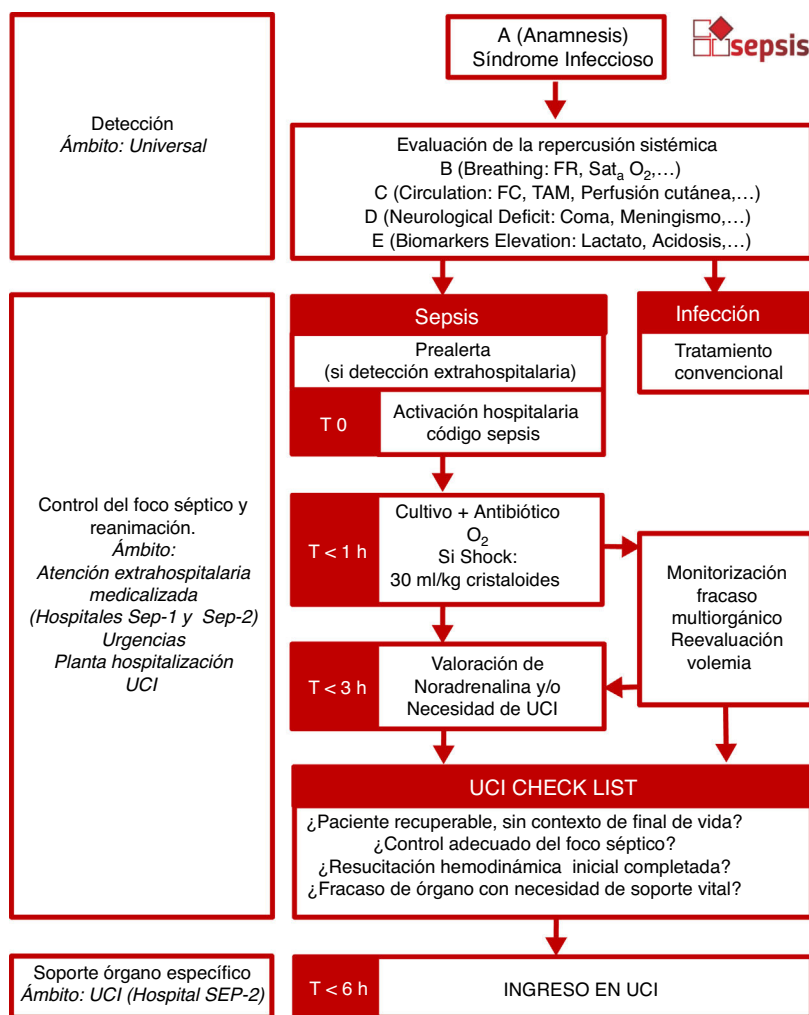 A (Anamnesis)
Síndrome Infeccioso
sepsis
Detección
Ámbito: Universal
Evaluación de la repercusión sistémica
B (Breathing: FR, Sata O2,…)
C (Circulation: FC, TAM, Perfusión cutánea,…)
D (Neurological Deficit: Coma, Meningismo,…)
E (Biomarkers Elevation: Lactato, Acidosis,…)
Sepsis
Prealerta
(si detección extrahospitalaria)
T 0
Activación hospitalaria
código sepsis
Infección
Tratamiento
convencional
Control del foco séptico y
reanimación.
Ámbito:
Atención extrahospitalaria
medicalizada
(Hospitales Sep-1 y Sep-2)
Urgencias
Planta hospitalización
UCI
T < 1 h
Cultivo + Antibiótico
O2
Si Shock:
30 ml/kg cristaloides
Monitorización
fracaso
multiorgánico
Reevaluación
volemia
T < 3 h
Valoración de
Noradrenalina y/o
Necesidad de UCI
UCI CHECK LIST
¿Paciente recuperable, sin contexto de final de vida?
¿Control adecuado del foco séptico?
¿Resucitación hemodinámica inicial completada?
¿Fracaso de órgano con necesidad de soporte vital?
Soporte órgano específico
Ámbito: UCI (Hospital SEP-2)
T < 6 h
INGRESO EN UCI